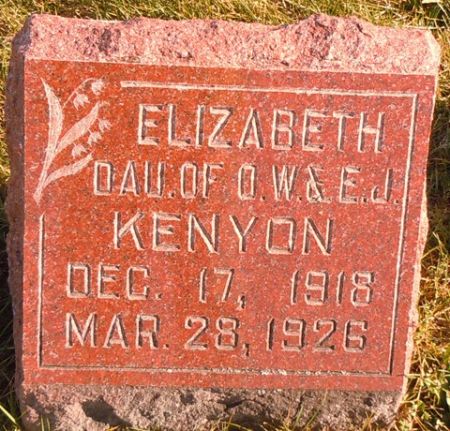 ELIZABETH
DAU. OF O.W. & E.J.
KENYON
DEC. 17, 1918
MAR. 28, 1926